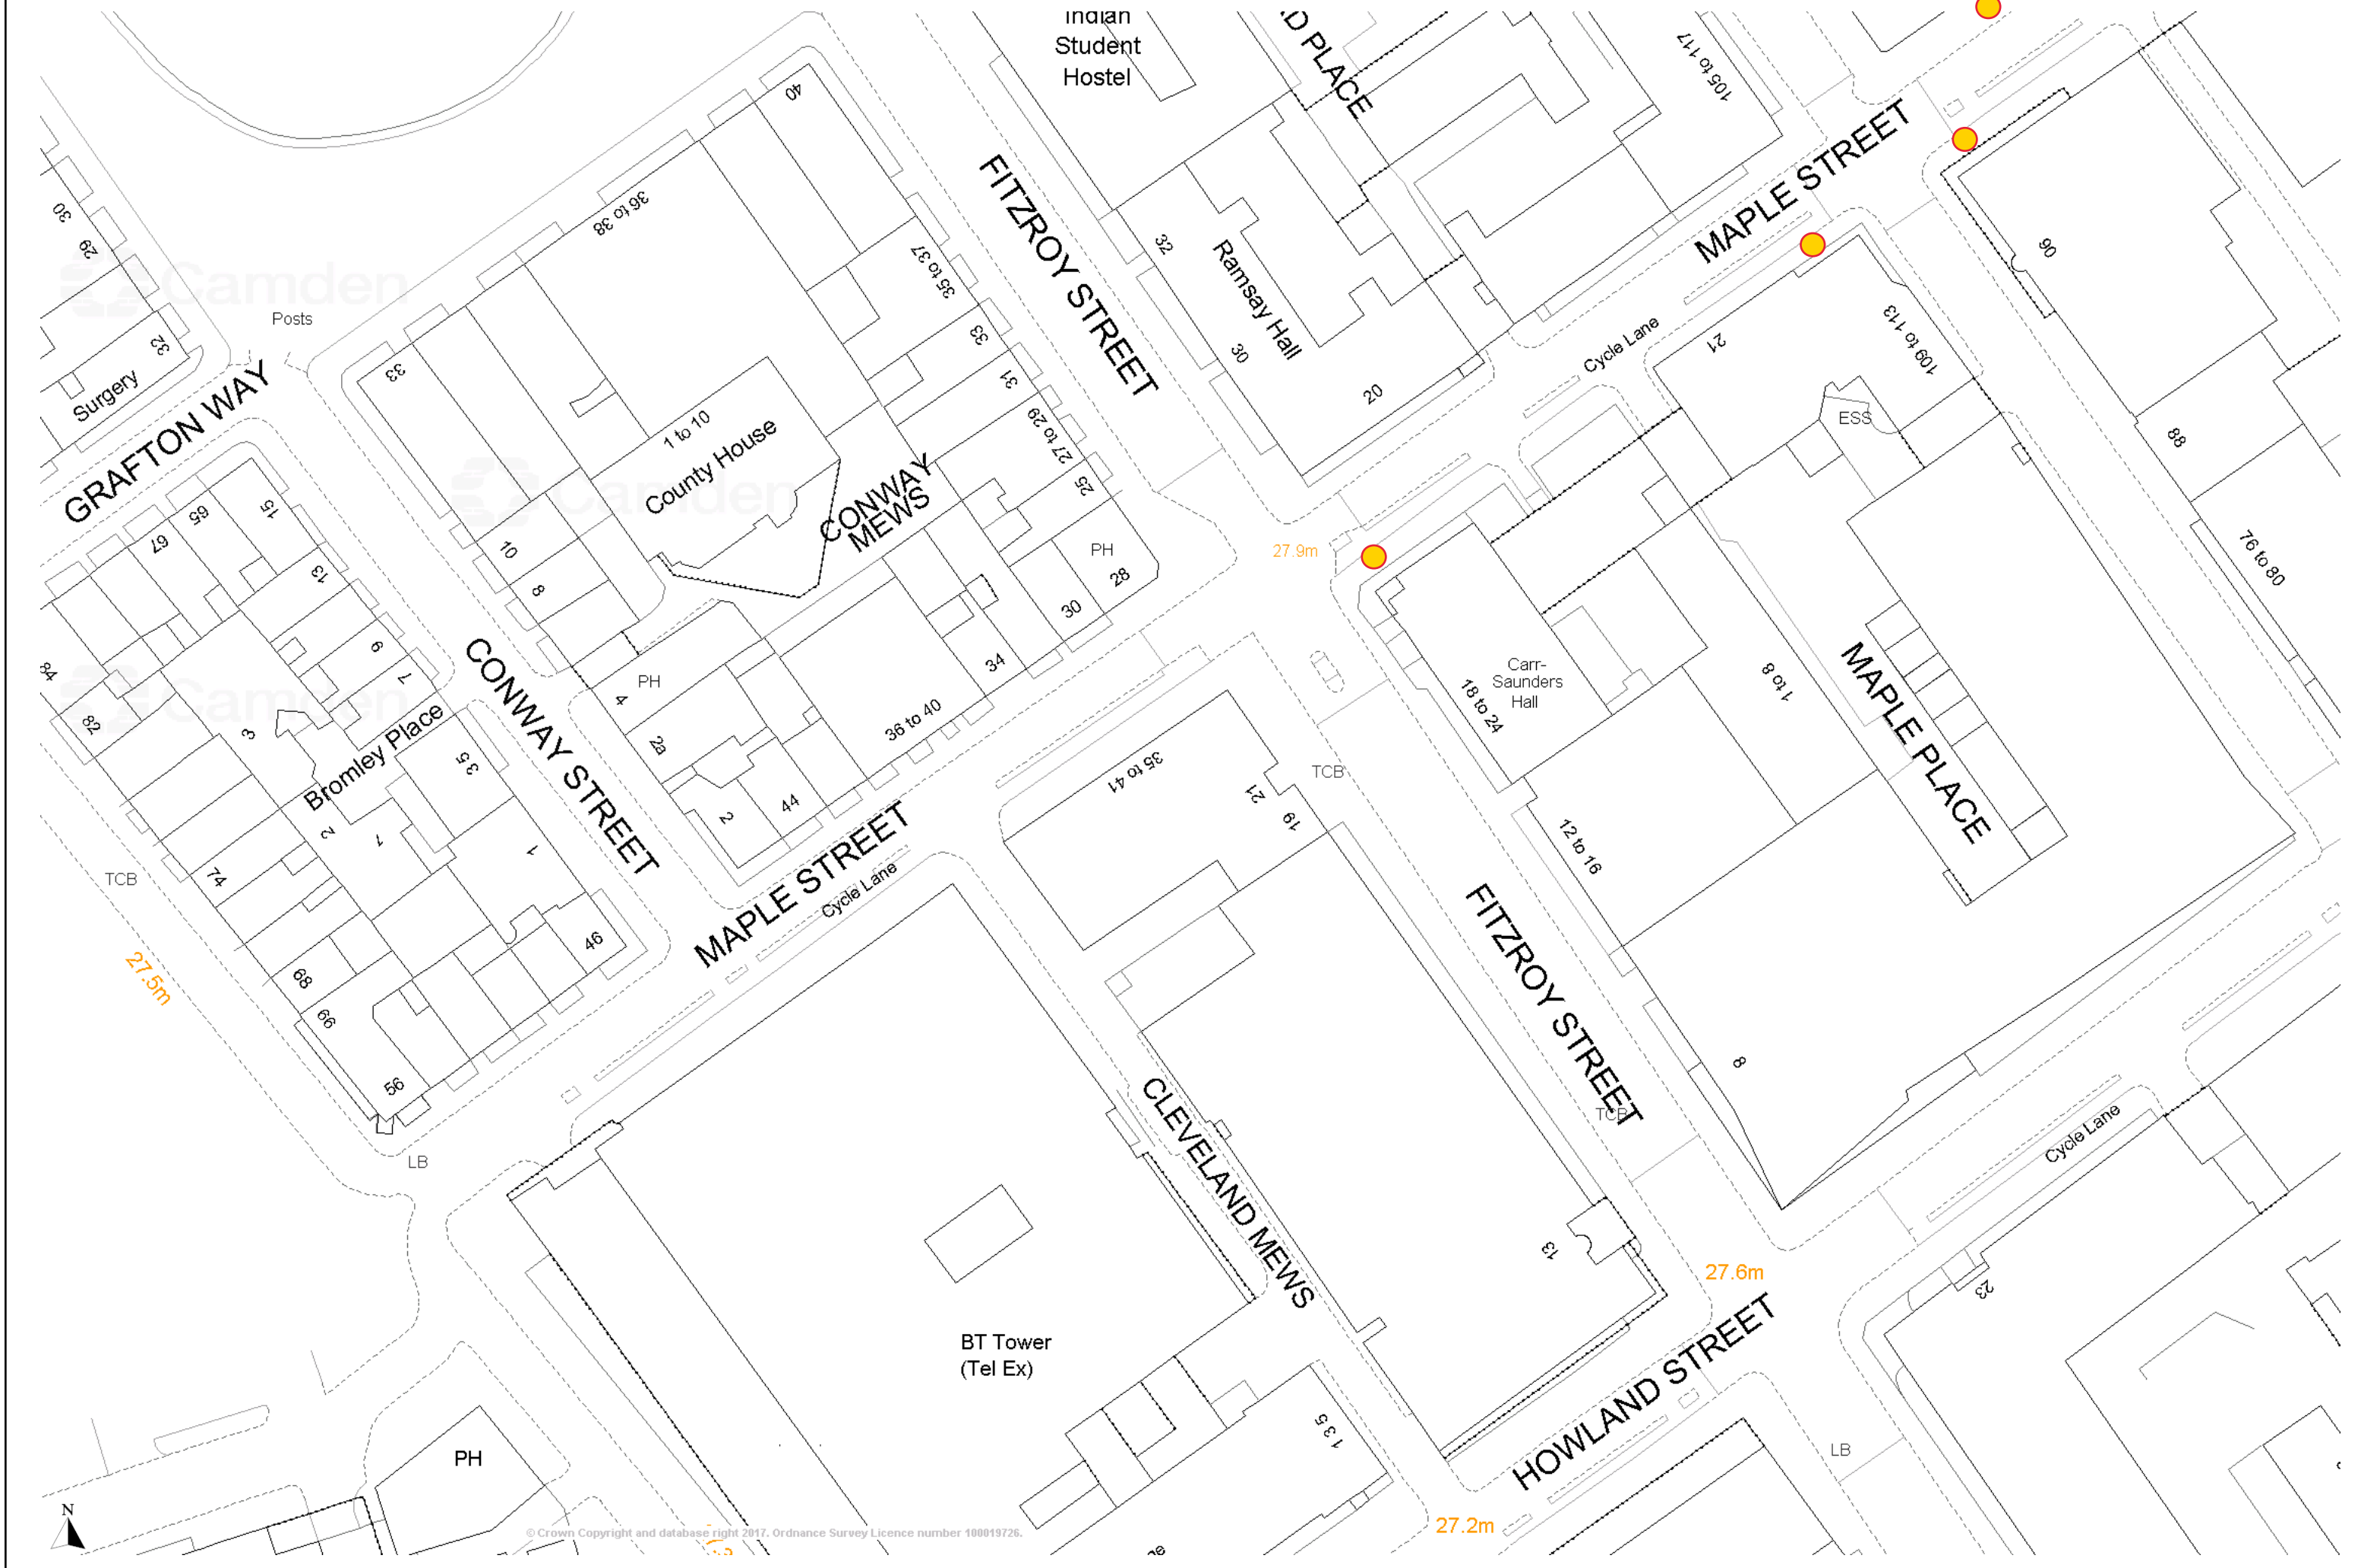 Indian
Student
Hostel
D PLACE
40
105 to 117
MAPLE STREET
36 to 38
FITZROY STREET
30
29
32
Camden
Posts
35 to 37
32
Ramsay Hall
30
20
33
31
27 to 29
25
Cycle Lane
21
109 to 113
ESS
90
88
76 to 80
Surgery
GRAFTON WAY
33
1 to 10
County House
Camden
CONWAY
MEWS
10
8
PH
28
30
34
27.9m
67
65
15
13
9
7
84
82
3
Camden
Bromley Place
CONWAY STREET
PH
4
2a
36 to 40
2
44
35
2
1
1
74
TCB
27.5m
68
66
56
46
MAPLE STREET
Cycle Lane
35 to 41
21
19
TCB
18 to 24
Carr-
Saunders
Hall
1 to 8
MAPLE PLACE
12 to 16
FITZROY STREET
TCB
8
Cycle Lane
LB
CLEVELAND MEWS
13
27.6m
23
BT Tower
(Tel Ex)
135
HOWLAND STREET
LB
PH
N
27.2m
© Crown Copyright and database right 2017. Ordnance Survey Licence number 100019726.